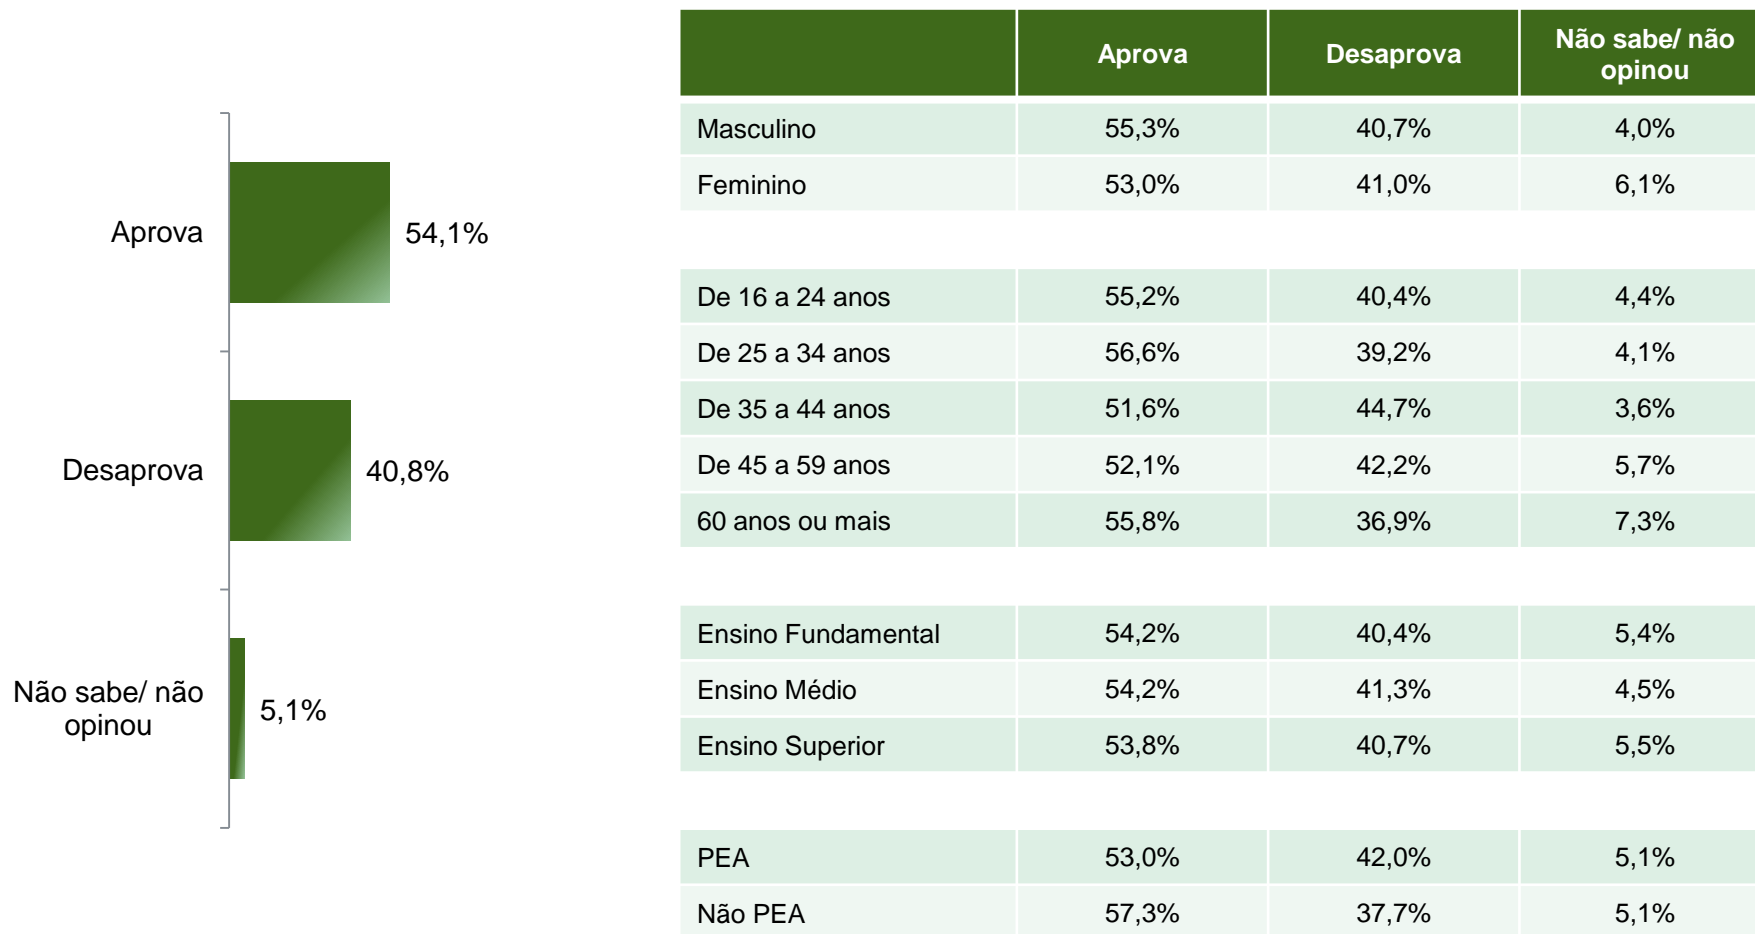 Aprova
54,1%
Desaprova
40,8%
Não sabe/ não
opinou
5,1%
Aprova Desaprova Não sabe/ não
opinou
Masculino 55,3% 40,7% 4,0%
Feminino 53,0% 41,0% 6,1%
De 16 a 24 anos 55,2% 40,4% 4,4%
De 25 a 34 anos 56,6% 39,2% 4,1%
De 35 a 44 anos 51,6% 44,7% 3,6%
De 45 a 59 anos 52,1% 42,2% 5,7%
60 anos ou mais 55,8% 36,9% 7,3%
Ensino Fundamental 54,2% 40,4% 5,4%
Ensino Médio 54,2% 41,3% 4,5%
Ensino Superior 53,8% 40,7% 5,5%
PEA 53,0% 42,0% 5,1%
Não PEA 57,3% 37,7% 5,1%